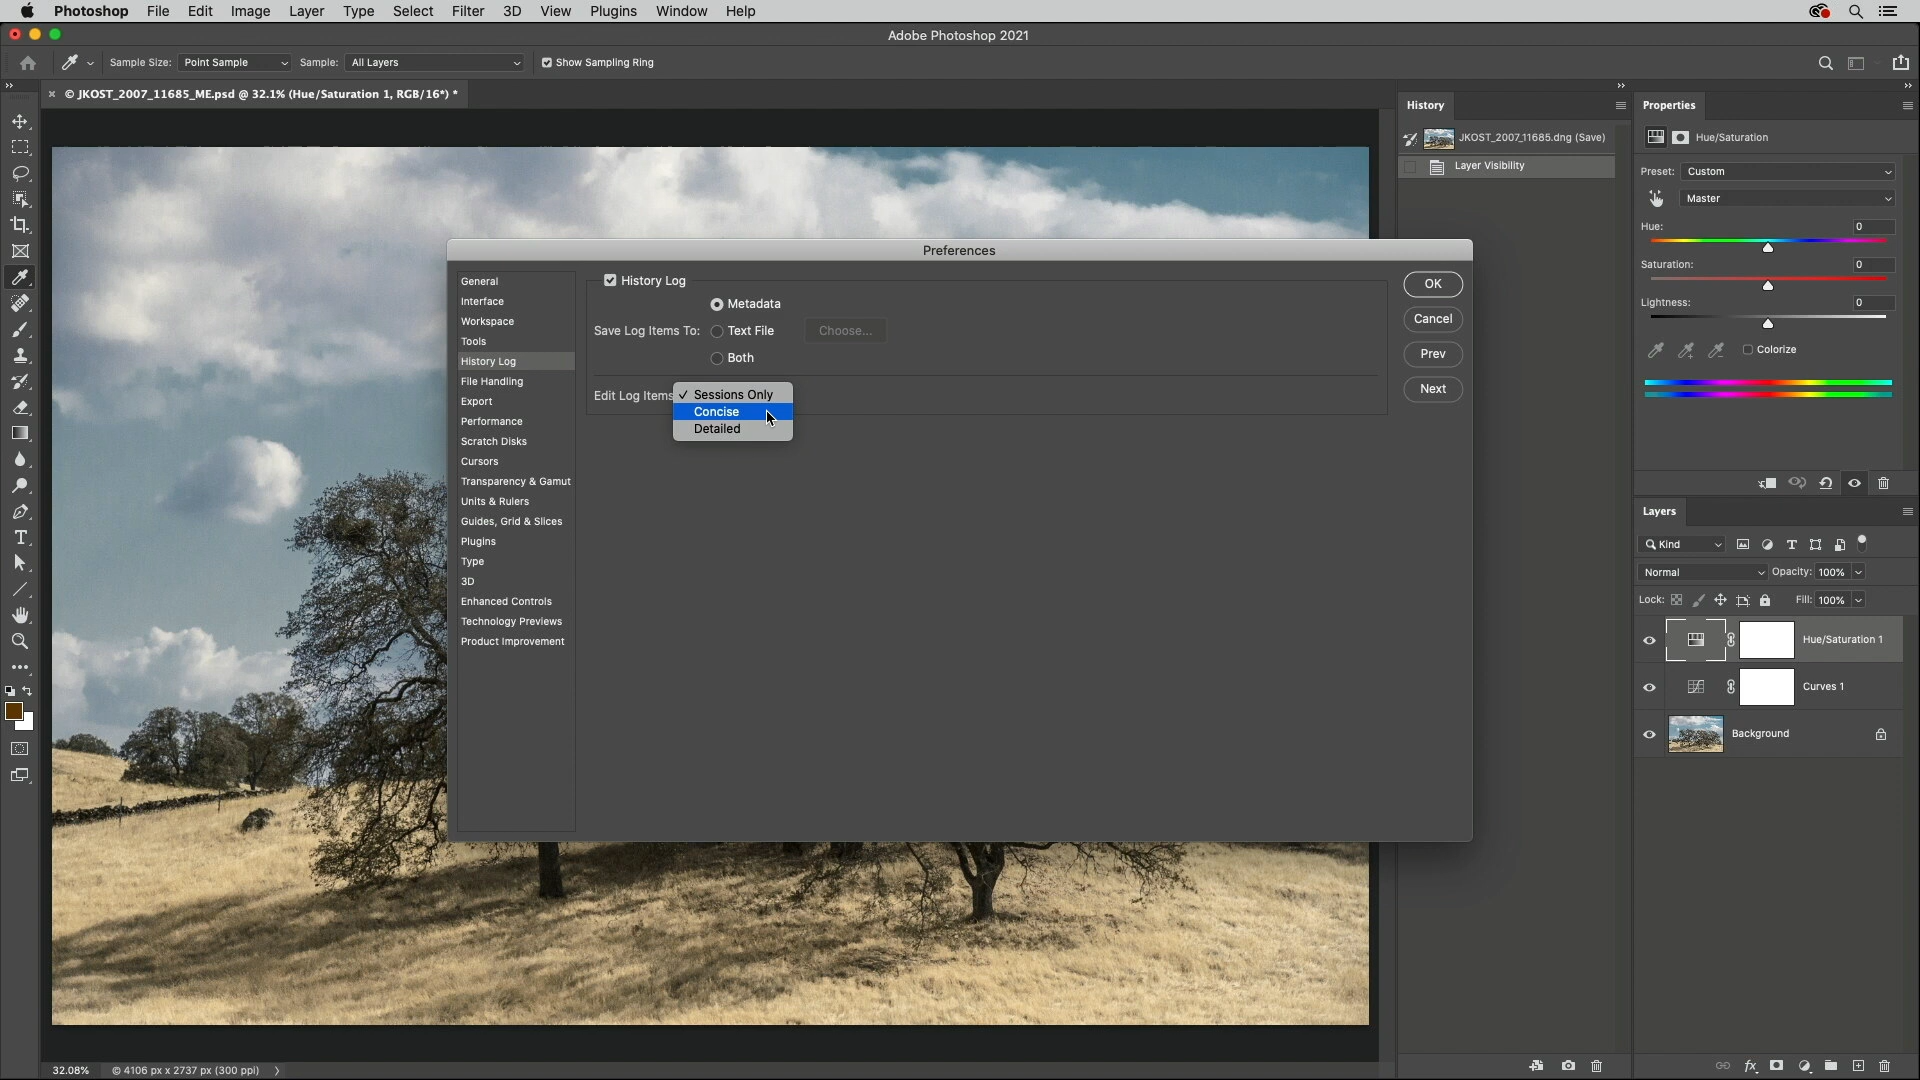 Photoshop File Edit Image Layer Type Select Filter 3D View Plugins Window Help
Adobe Photoshop 2021
Sample Size: Point Sample Sample: All Layers Show Sampling Ring
© JKOST_2007_11685_ME.psd @ 32.1% (Hue/Saturation 1, RGB/16*) *
History
JKOST_2007_11685.dng (Save)
Layer Visibility
Properties
Hue/Saturation
Preset: Custom
Master
Hue: 0
Saturation: 0
Lightness: 0
Colorize
Preferences
General
Interface
Workspace
Tools
History Log
File Handling
Export
Performance
Scratch Disks
Cursors
Transparency & Gamut
Units & Rulers
Guides, Grid & Slices
Plugins
Type
3D
Enhanced Controls
Technology Previews
Product Improvement
History Log
Metadata
Save Log Items To: Text File Choose...
Both
Edit Log Items
✓ Sessions Only
Concise
Detailed
OK
Cancel
Prev
Next
Layers
Kind
Normal Opacity: 100%
Lock: Fill: 100%
Hue/Saturation 1
Curves 1
Background
32.08% © 4106 px x 2737 px (300 ppi)